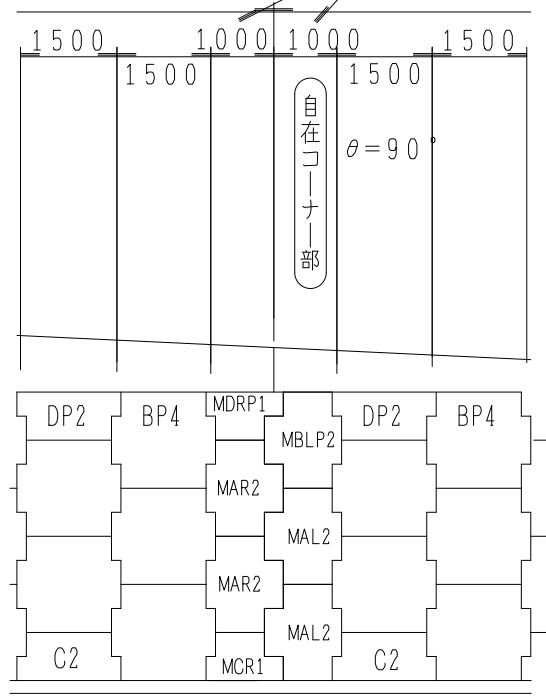 1500 1000 1000 1500
1500 1500
自在コーナー部
θ=90°
DP2 BP4 MDRP1 DP2 BP4
MBLP2
MAR2
MAL2
MAR2
MAL2
C2 MCR1 C2